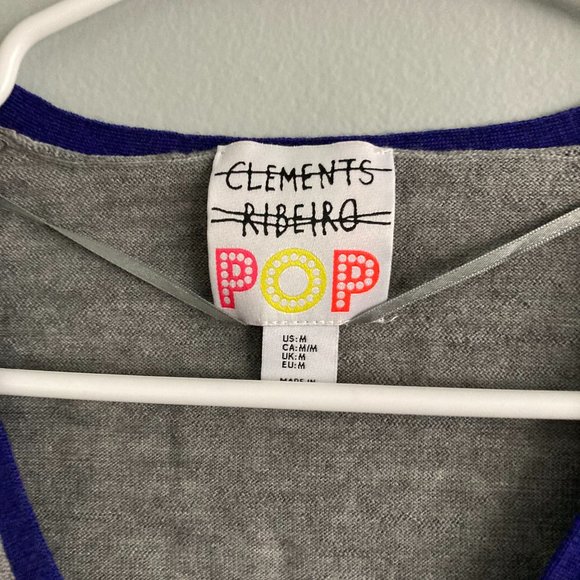 CLEMENTS
RIBEIRO
POP
US:M
CA:M/M
UK:M
EU:M
MADE IN